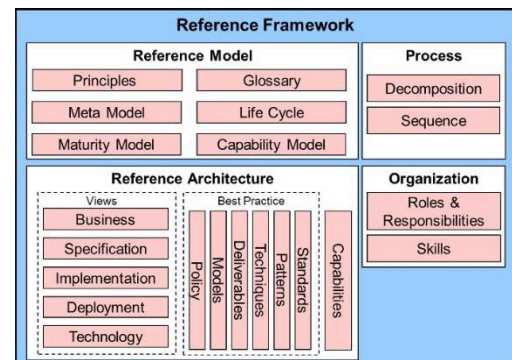 Reference Framework
Reference Model
Principles
Glossary
Meta Model
Life Cycle
Maturity Model
Capability Model
Process
Decomposition
Sequence
Reference Architecture
Views
Business
Specification
Implementation
Deployment
Technology
Best Practice
Policy
Models
Deliverables
Techniques
Patterns
Standards
Capabilities
Organization
Roles &
Responsibilities
Skills